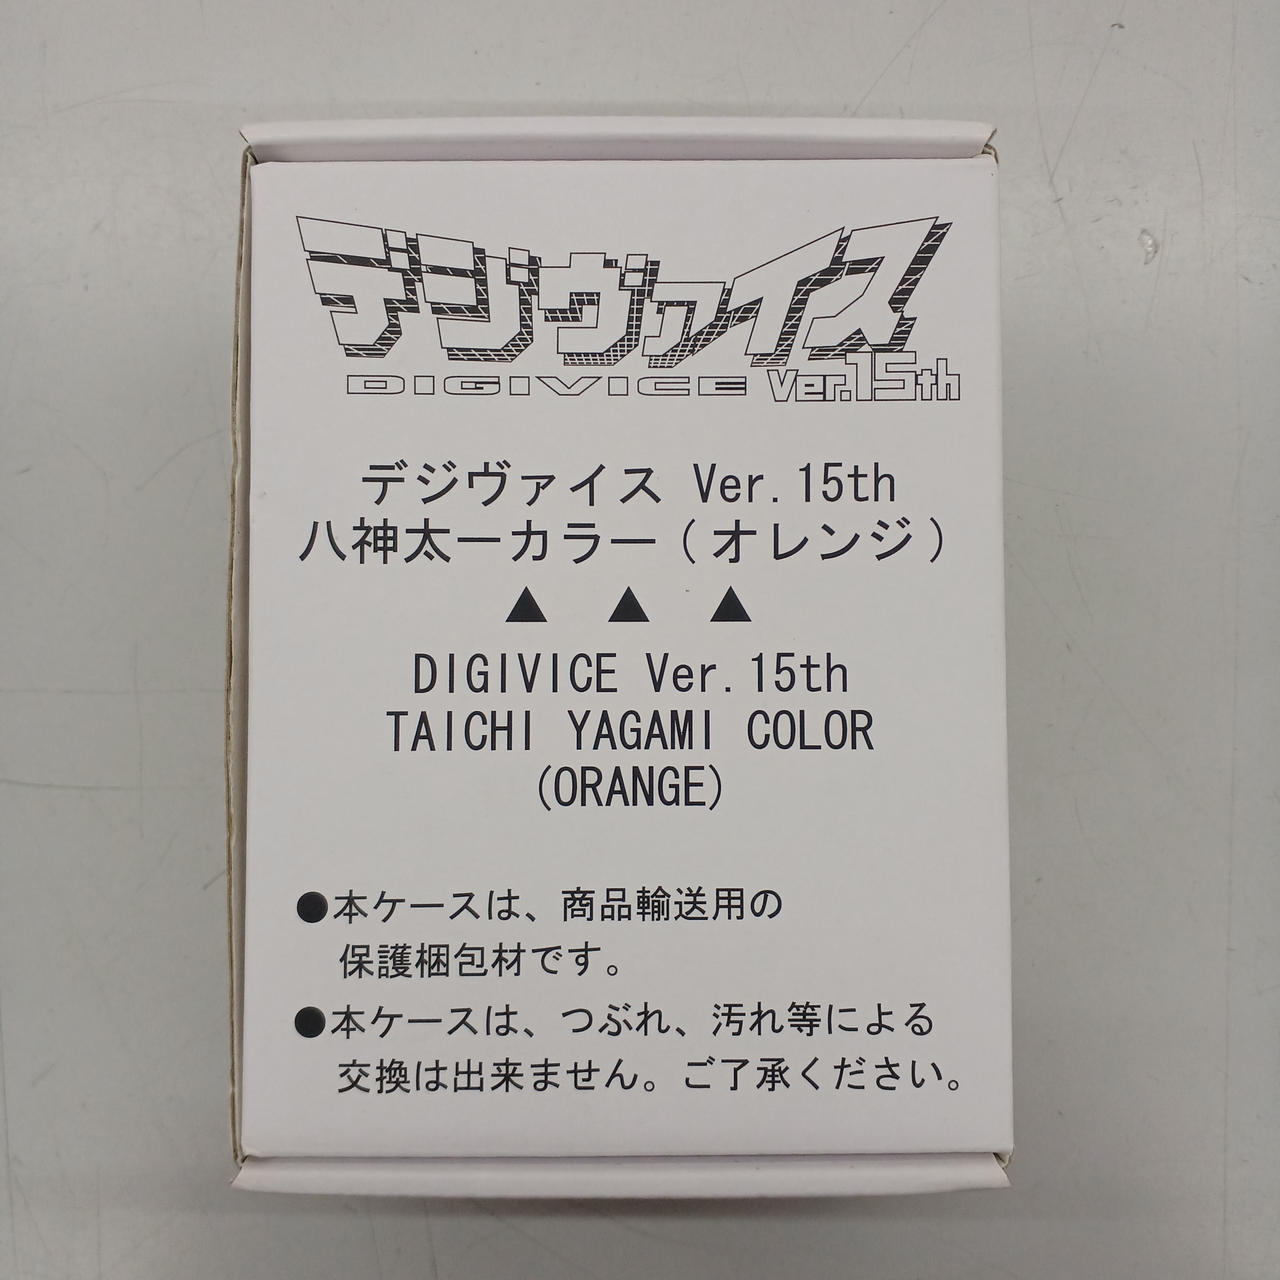 デジヴァイス
DIGIVICE Ver.15th
デジヴァイス Ver.15th
八神太一カラー(オレンジ)
▲ ▲ ▲
DIGIVICE Ver.15th
TAICHI YAGAMI COLOR
(ORANGE)
●本ケースは、商品輸送用の
保護梱包材です。
●本ケースは、つぶれ、汚れ等による
交換は出来ません。ご了承ください。